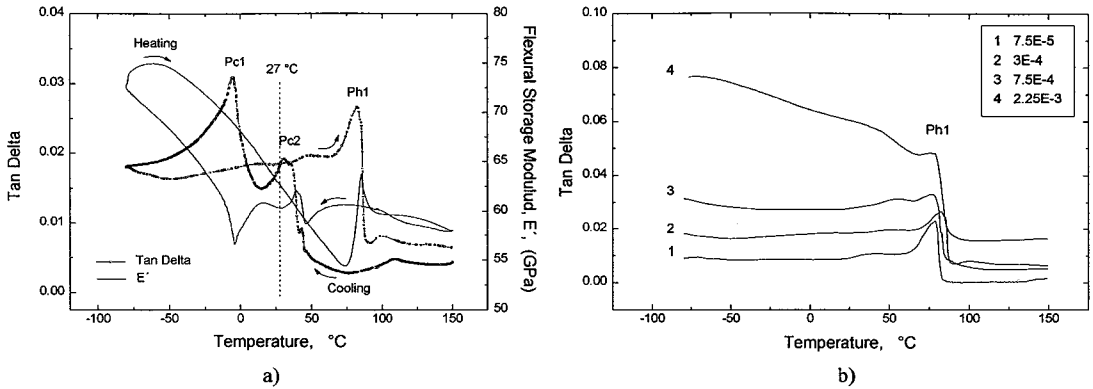 0.04
0.03
0.02
0.01
0.00
Tan Delta
Heating
Pc1
27 °C
Pc2
Ph1
Cooling
Tan Delta
E´
80
75
70
65
60
55
50
Flexural Storage Modulud, E´, (GPa)
-100 -50 0 50 100 150
Temperature, °C
a)
0.10
0.08
0.06
0.04
0.02
0.00
Tan Delta
4
3
2
1
Ph1
1 7.5E-5
2 3E-4
3 7.5E-4
4 2.25E-3
-100 -50 0 50 100 150
Temperature, °C
b)